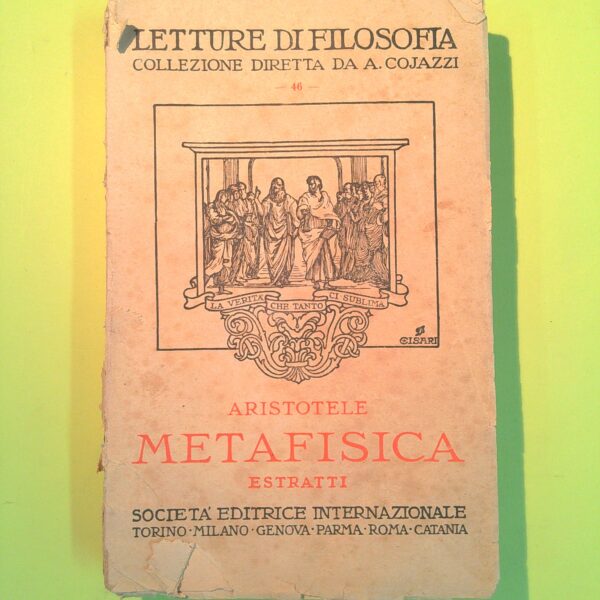 LETTURE DI FILOSOFIA
COLLEZIONE DIRETTA DA A. COJAZZI
— 46 —
LA VERITÀ CHE TANTO CI SUBLIMA
CISARI
ARISTOTELE
METAFISICA
ESTRATTI
SOCIETA' EDITRICE INTERNAZIONALE
TORINO · MILANO · GENOVA · PARMA · ROMA · CATANIA